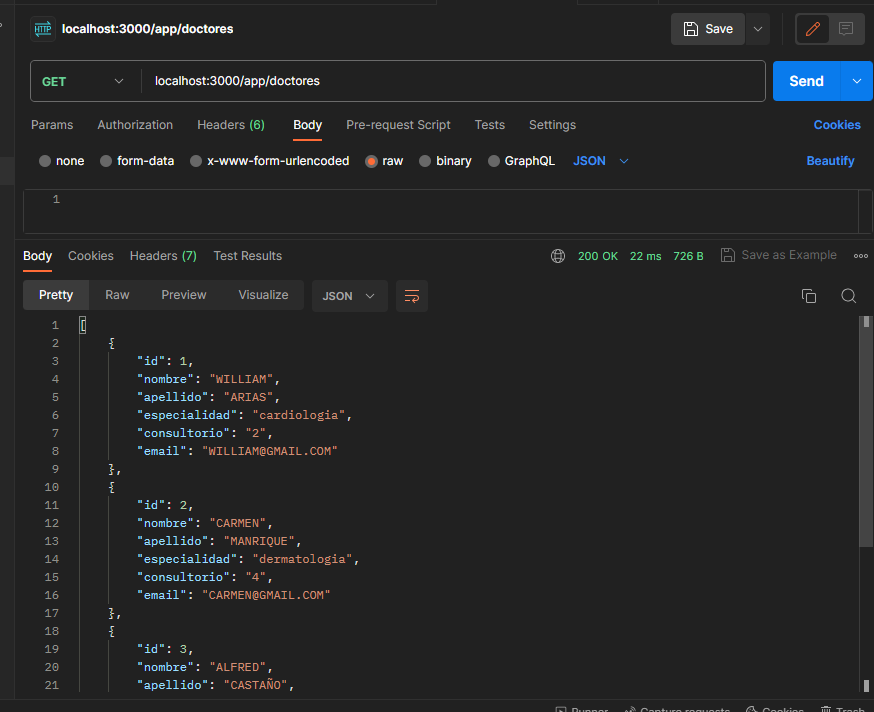 HTTP localhost:3000/app/doctores Save
GET localhost:3000/app/doctores Send
Params Authorization Headers (6) Body Pre-request Script Tests Settings Cookies
none form-data x-www-form-urlencoded raw binary GraphQL JSON Beautify
1
Body Cookies Headers (7) Test Results 200 OK 22 ms 726 B Save as Example
Pretty Raw Preview Visualize JSON
1 [
2 {
3 "id": 1,
4 "nombre": "WILLIAM",
5 "apellido": "ARIAS",
6 "especialidad": "cardiologia",
7 "consultorio": "2",
8 "email": "WILLIAM@GMAIL.COM"
9 },
10 {
11 "id": 2,
12 "nombre": "CARMEN",
13 "apellido": "MANRIQUE",
14 "especialidad": "dermatologia",
15 "consultorio": "4",
16 "email": "CARMEN@GMAIL.COM"
17 },
18 {
19 "id": 3,
20 "nombre": "ALFRED",
21 "apellido": "CASTAÑO",
Runner Capture requests Cookies Trash